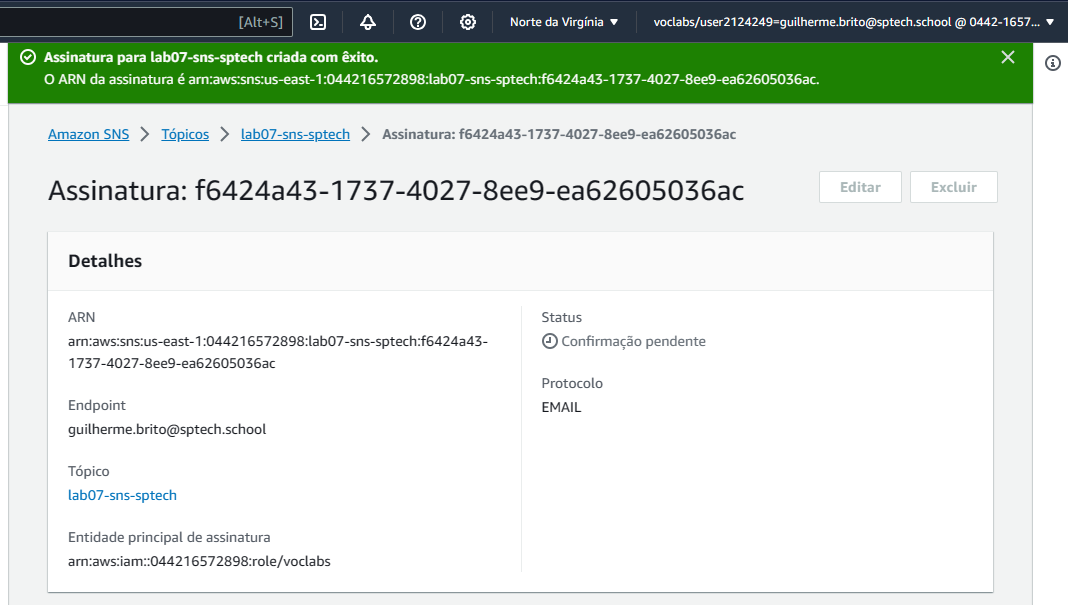 [Alt+S]
Norte da Virgínia
voclabs/user2124249=guilherme.brito@sptech.school @ 0442-1657...
Assinatura para lab07-sns-sptech criada com êxito.
O ARN da assinatura é arn:aws:sns:us-east-1:044216572898:lab07-sns-sptech:f6424a43-1737-4027-8ee9-ea62605036ac.
Amazon SNS > Tópicos > lab07-sns-sptech > Assinatura: f6424a43-1737-4027-8ee9-ea62605036ac
Assinatura: f6424a43-1737-4027-8ee9-ea62605036ac
Editar
Excluir
Detalhes
ARN
arn:aws:sns:us-east-1:044216572898:lab07-sns-sptech:f6424a43-
1737-4027-8ee9-ea62605036ac
Endpoint
guilherme.brito@sptech.school
Tópico
lab07-sns-sptech
Entidade principal de assinatura
arn:aws:iam::044216572898:role/voclabs
Status
Confirmação pendente
Protocolo
EMAIL